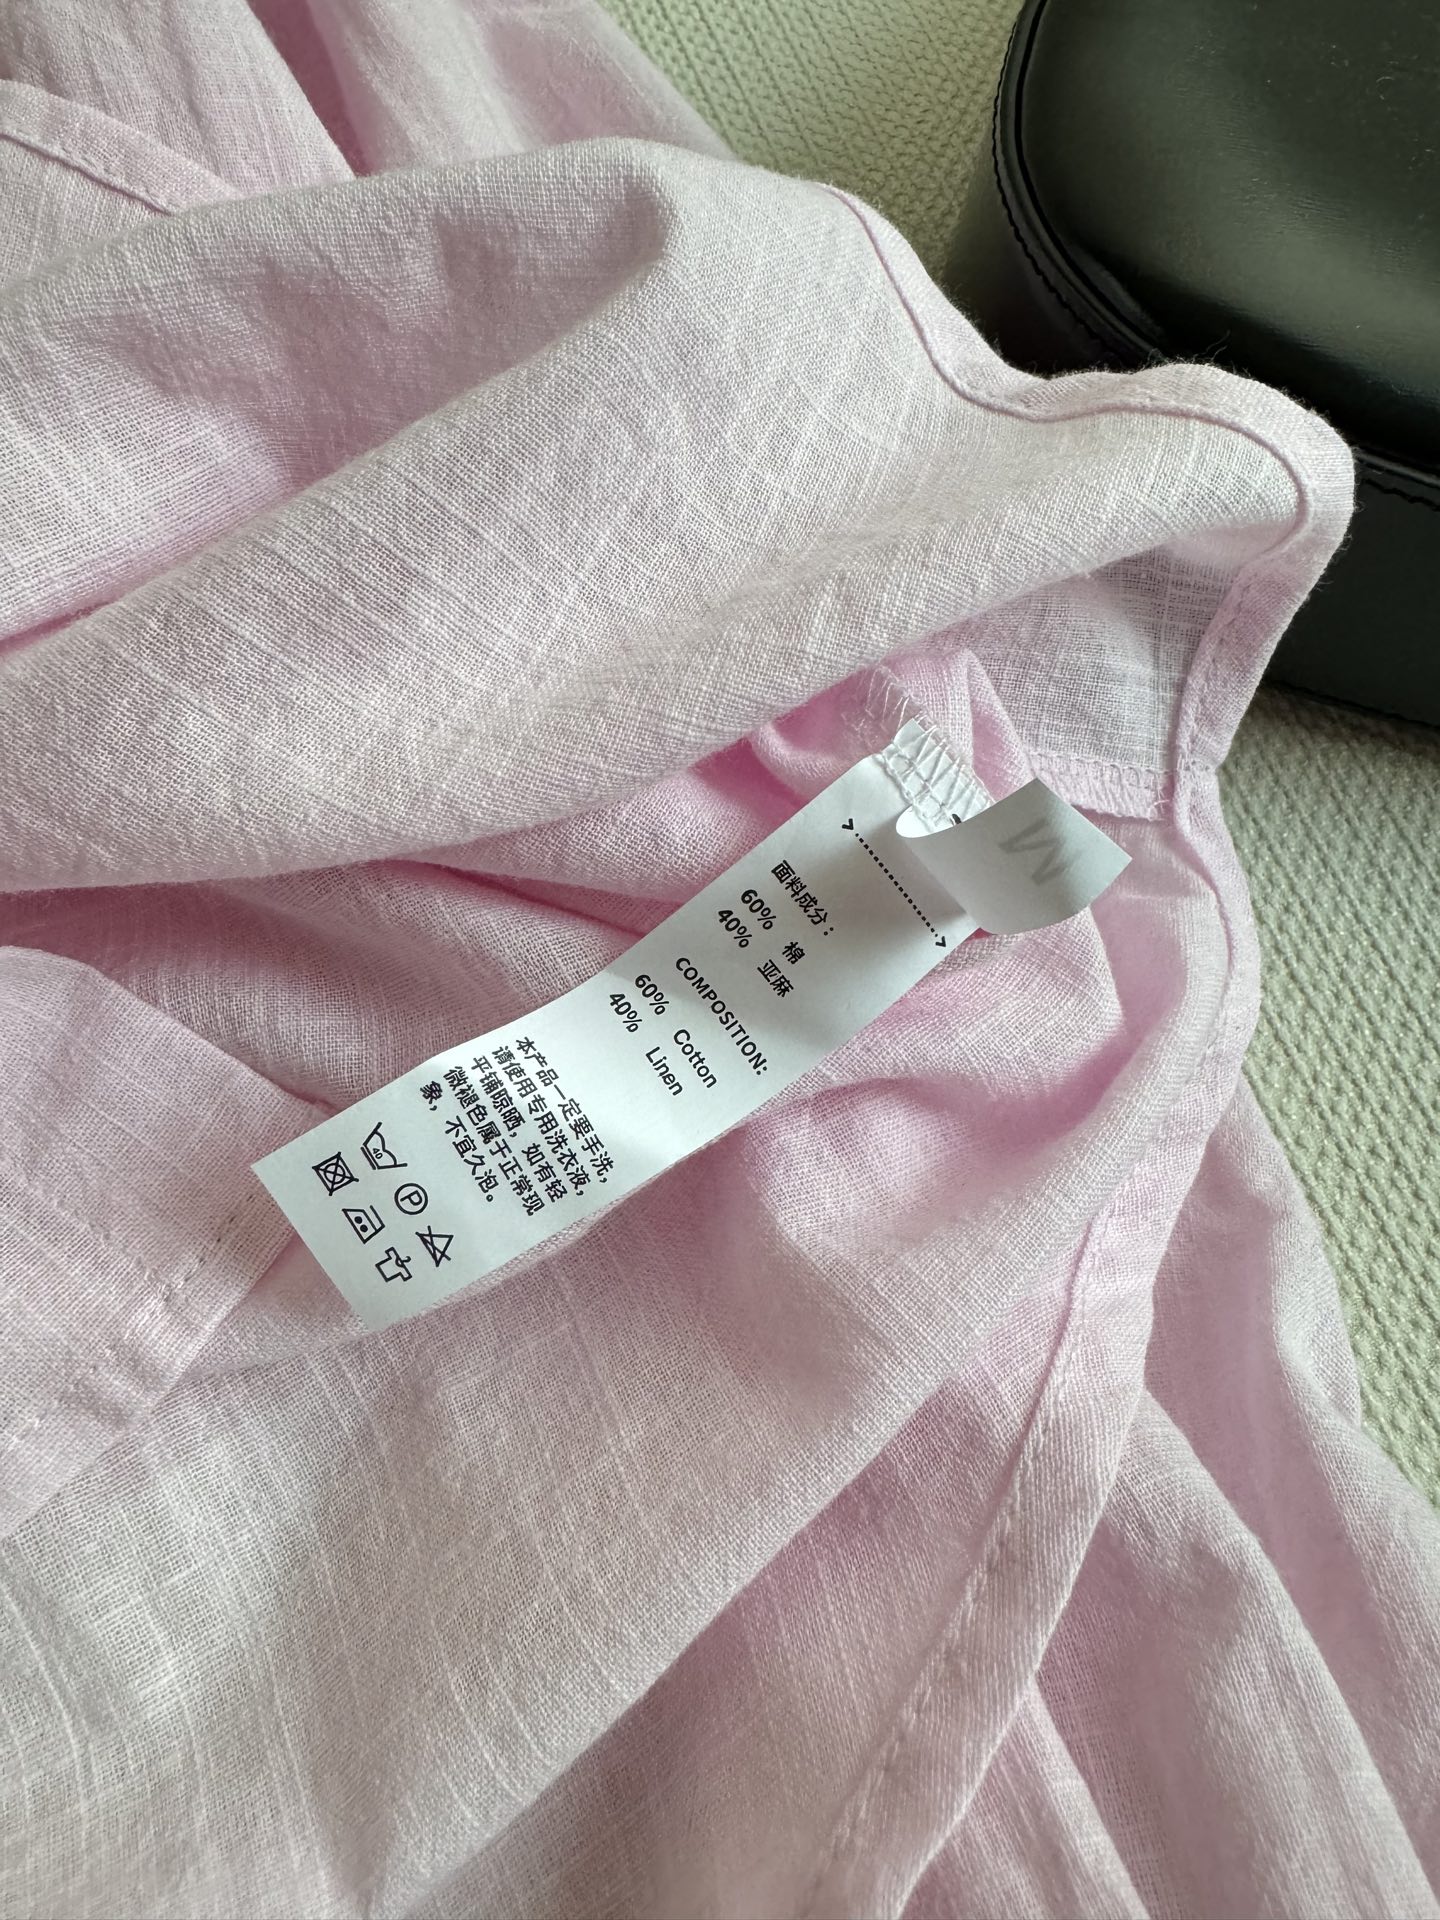 M
面料成分：
60% 棉
40% 亚麻
COMPOSITION:
60% Cotton
40% Linen
本产品一定要手洗，
请使用专用洗衣液，
平铺晾晒，如有轻
微褪色属于正常现
象，不宜久泡。
40
P